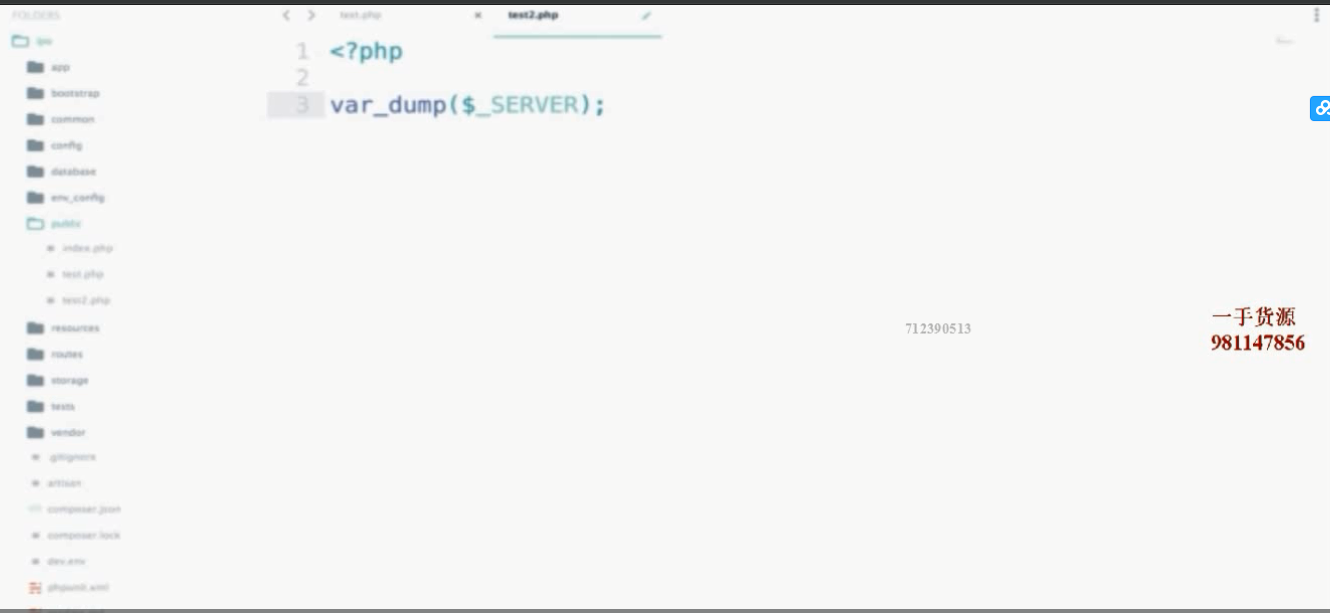 FOLDERS
test.php
test2.php
app
bootstrap
common
config
database
env_config
public
index.php
test.php
test2.php
resources
routes
storage
tests
vendor
.gitignore
artisan
composer.json
composer.lock
dev.env
phpunit.xml
1 <?php
2
3 var_dump($_SERVER);
712390513
一手货源
981147856